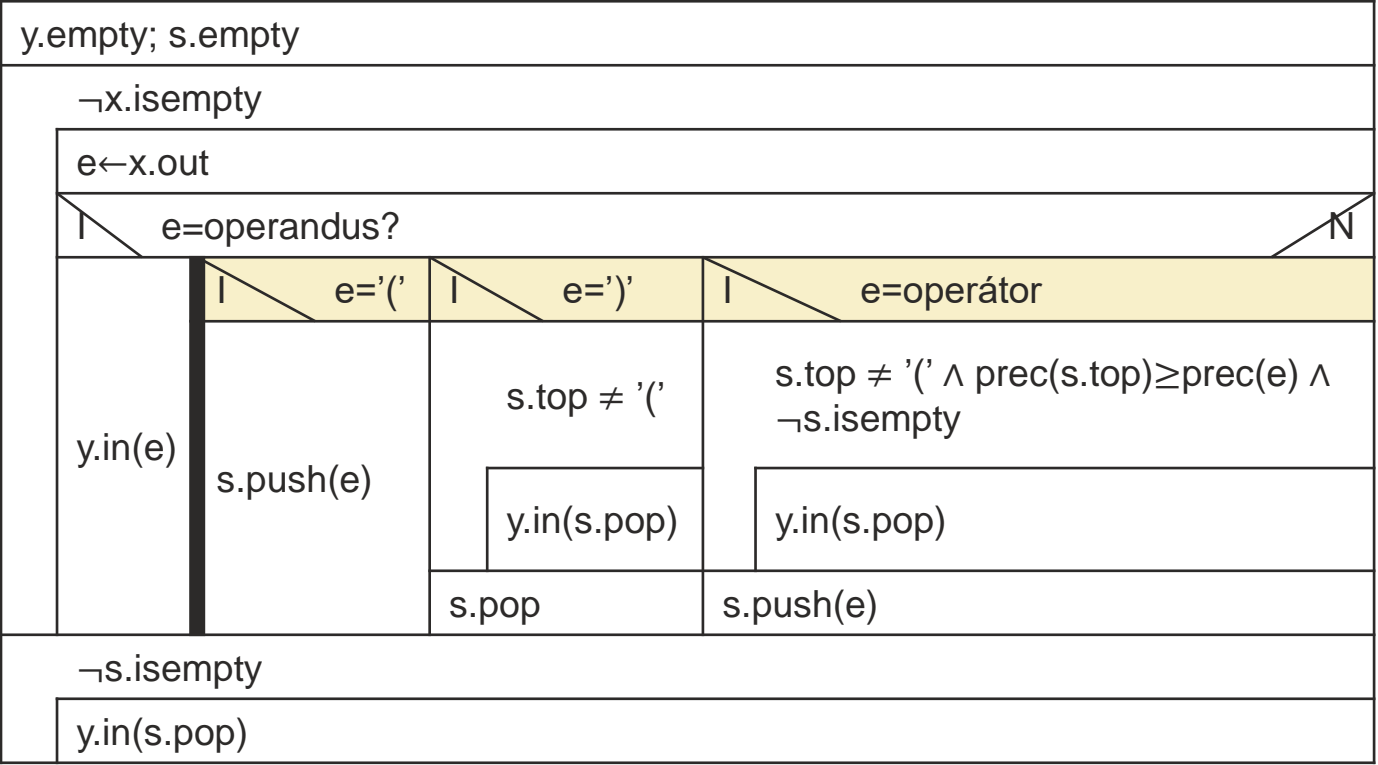 y.empty; s.empty
¬x.isempty
e←x.out
I e=operandus? N
y.in(e)
I e=’(’
s.push(e)
I e=’)’
s.top ≠ ’(’
y.in(s.pop)
s.pop
I e=operátor
s.top ≠ ’(’ ∧ prec(s.top)≥prec(e) ∧
¬s.isempty
y.in(s.pop)
s.push(e)
¬s.isempty
y.in(s.pop)